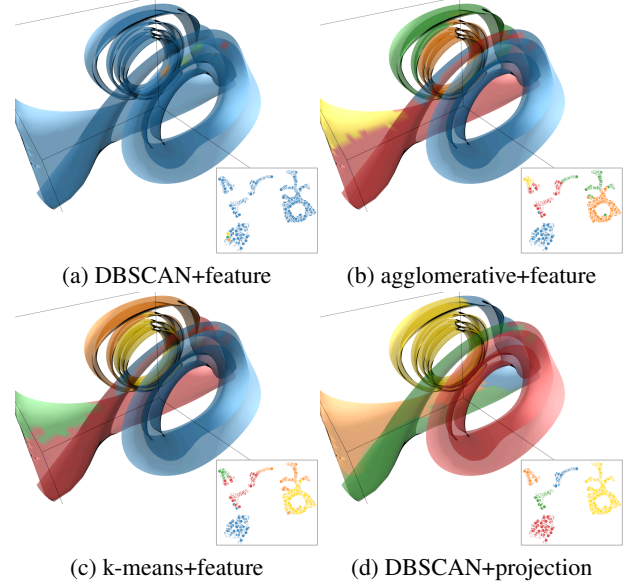 (a) DBSCAN+feature
(b) agglomerative+feature
(c) k-means+feature
(d) DBSCAN+projection